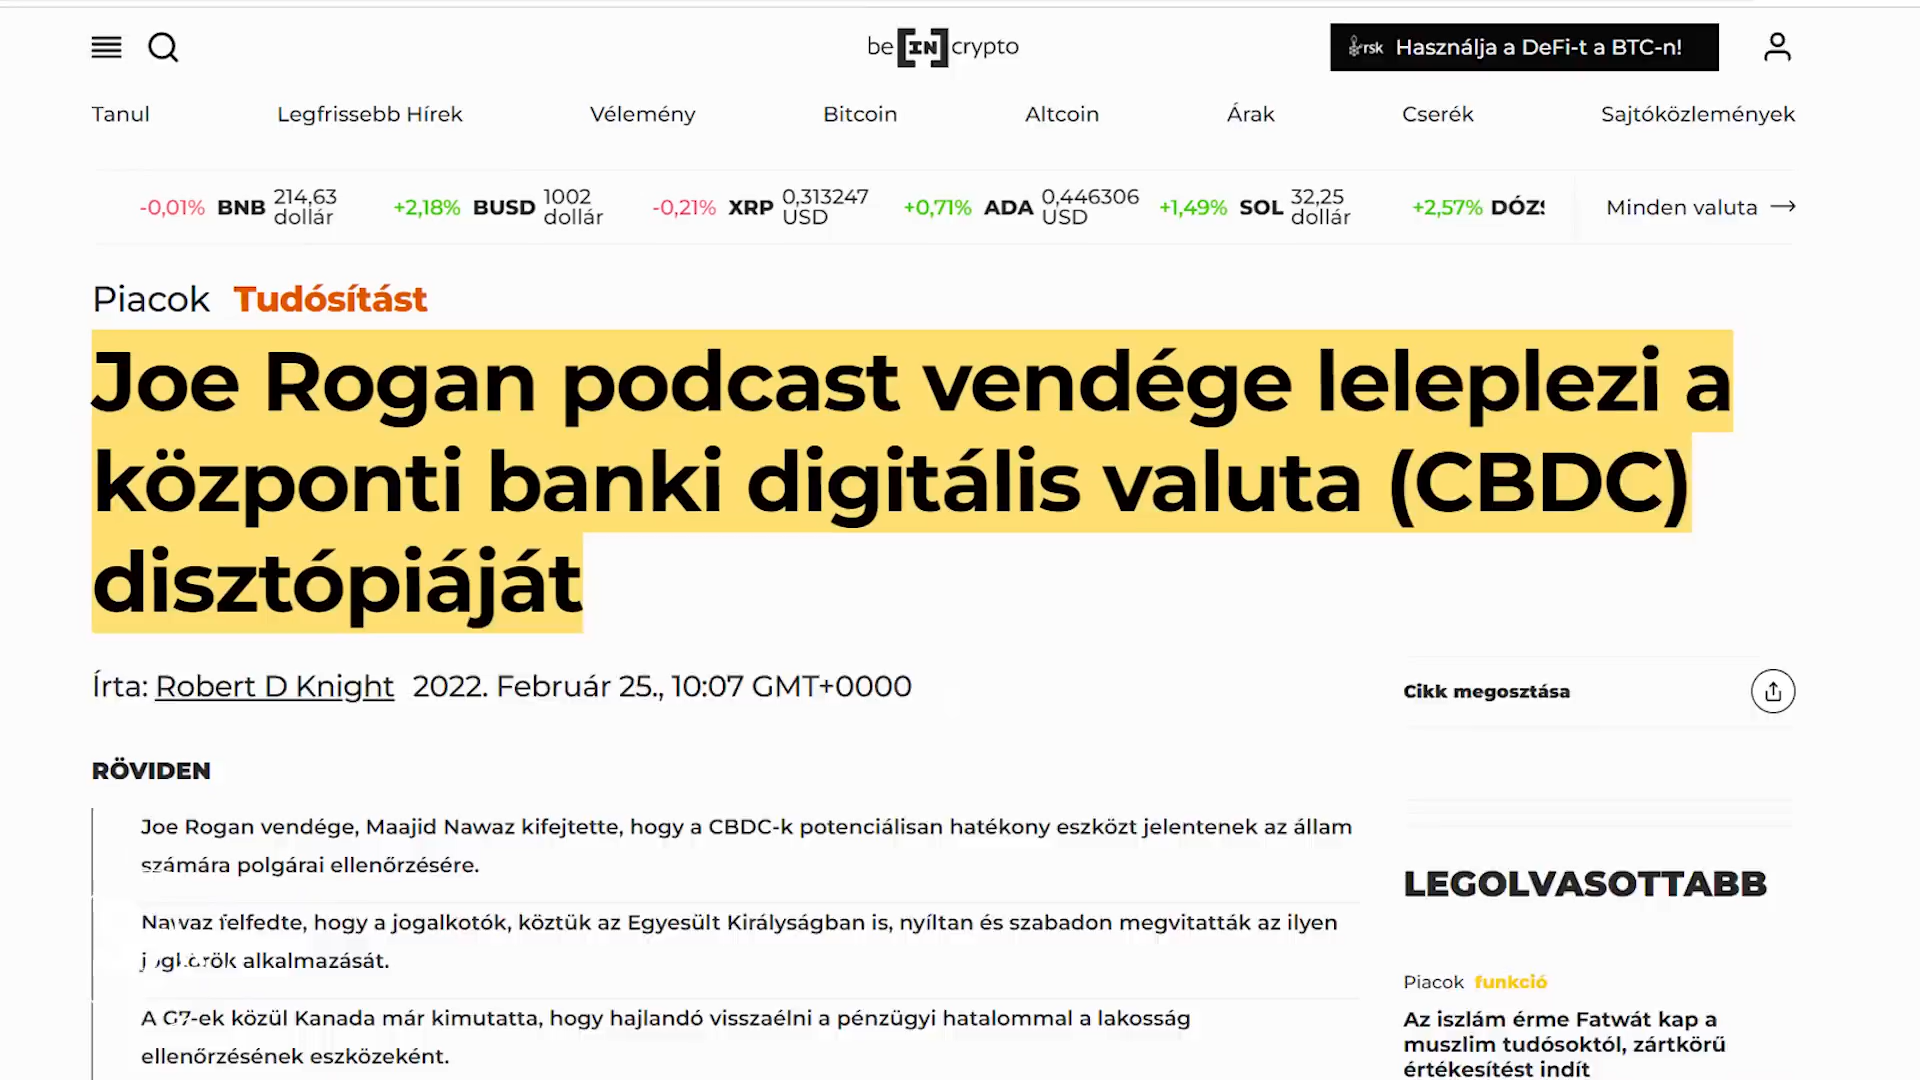 be[IN]crypto
rsk Használja a DeFi-t a BTC-n!
Tanul Legfrissebb Hírek Vélemény Bitcoin Altcoin Árak Cserék Sajtóközlemények
-0,01% BNB 214,63 dollár +2,18% BUSD 1002 dollár -0,21% XRP 0,313247 USD +0,71% ADA 0,446306 USD +1,49% SOL 32,25 dollár +2,57% Minden valuta →
Piacok Tudósítást
Joe Rogan podcast vendége leleplezi a
központi banki digitális valuta (CBDC)
disztópiáját
Írta: Robert D Knight 2022. Február 25., 10:07 GMT+0000
Cikk megosztása
RÖVIDEN
Joe Rogan vendége, Maajid Nawaz kifejtette, hogy a CBDC-k potenciálisan hatékony eszközt jelentenek az állam
számára polgárai ellenőrzésére.
Nawaz felfedte, hogy a jogalkotók, köztük az Egyesült Királyságban is, nyíltan és szabadon megvitatták az ilyen
jogkörök alkalmazását.
A G7-ek közül Kanada már kimutatta, hogy hajlandó visszaélni a pénzügyi hatalommal a lakosság
ellenőrzésének eszközeként.
LEGOLVASOTTABB
Piacok funkció
Az iszlám érme Fatwát kap a
muszlim tudósoktól, zártkörű
értékesítést indít